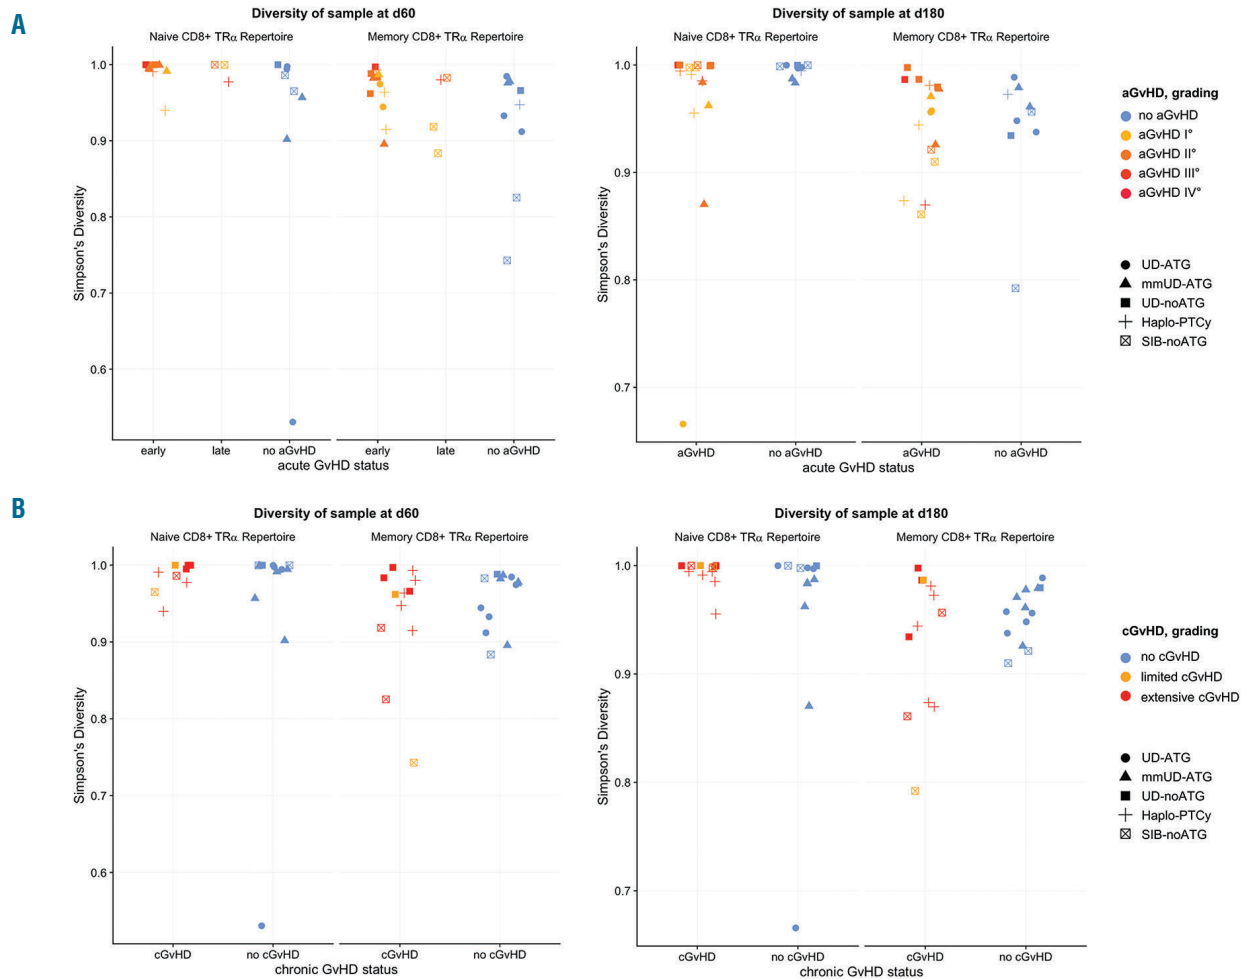 A
Diversity of sample at d60
Naive CD8+ TRα Repertoire
Memory CD8+ TRα Repertoire
Simpson's Diversity
1.0
0.9
0.8
0.7
0.6
early
late
no aGvHD
early
late
no aGvHD
acute GvHD status
Diversity of sample at d180
Naive CD8+ TRα Repertoire
Memory CD8+ TRα Repertoire
Simpson's Diversity
1.0
0.9
0.8
0.7
aGvHD
no aGvHD
aGvHD
no aGvHD
acute GvHD status
aGvHD, grading
no aGvHD
aGvHD I°
aGvHD II°
aGvHD III°
aGvHD IV°
UD-ATG
mmUD-ATG
UD-noATG
Haplo-PTCy
SIB-noATG
B
Diversity of sample at d60
Naive CD8+ TRα Repertoire
Memory CD8+ TRα Repertoire
Simpson's Diversity
1.0
0.9
0.8
0.7
0.6
cGvHD
no cGvHD
cGvHD
no cGvHD
chronic GvHD status
Diversity of sample at d180
Naive CD8+ TRα Repertoire
Memory CD8+ TRα Repertoire
Simpson's Diversity
1.0
0.9
0.8
0.7
cGvHD
no cGvHD
cGvHD
no cGvHD
chronic GvHD status
cGvHD, grading
no cGvHD
limited cGvHD
extensive cGvHD
UD-ATG
mmUD-ATG
UD-noATG
Haplo-PTCy
SIB-noATG